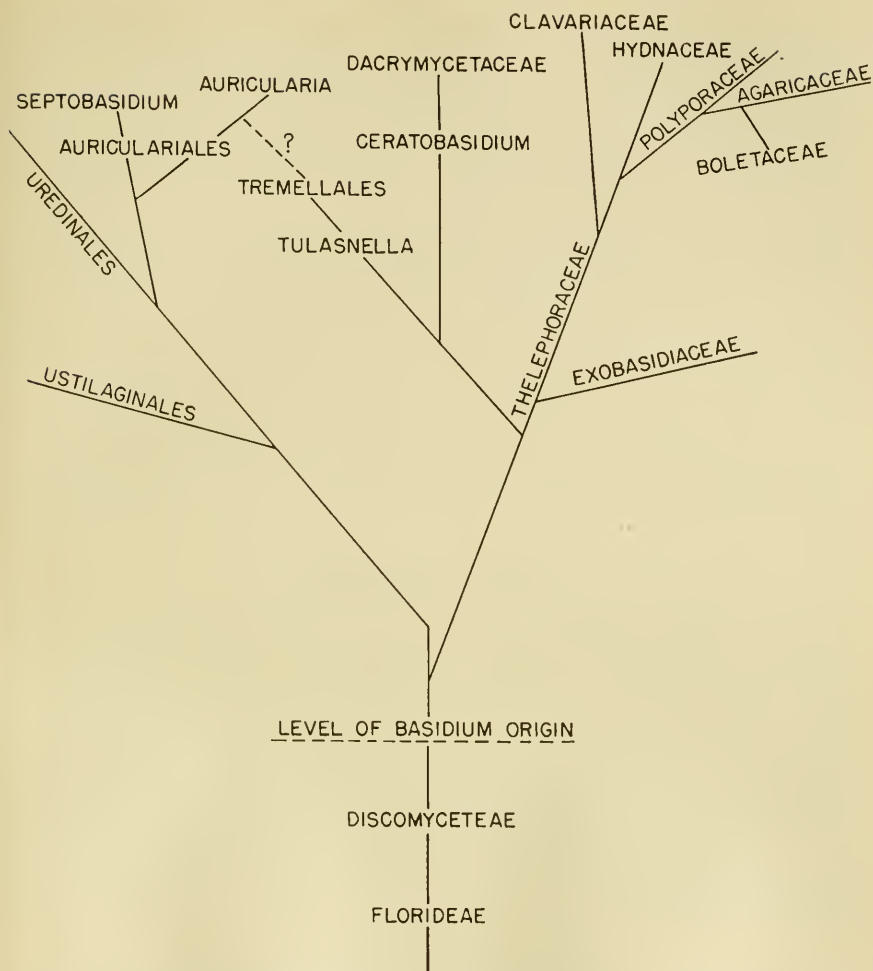 CLAVARIACEAE
HYDNACEAE
DACRYMYCETACEAE
POLYPORACEAE
AGARICACEAE
AURICULARIA
SEPTOBASIDIUM
?
CERATOBASIDIUM
AURICULARIALES
BOLETACEAE
TREMELLALES
UREDINALES
TULASNELLA
THELEPHORACEAE
EXOBASIDIACEAE
USTILAGINALES
LEVEL OF BASIDIUM ORIGIN
DISCOMYCETEAE
FLORIDEAE